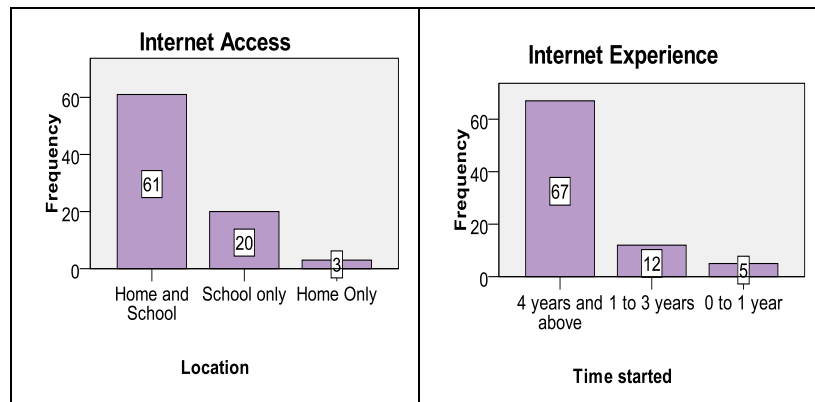 Internet Access
Frequency
60
40
20
0
61
20
3
Home and School only Home Only
School
Location
Internet Experience
Frequency
60
40
20
0
67
12
5
4 years and 1 to 3 years 0 to 1 year
above
Time started